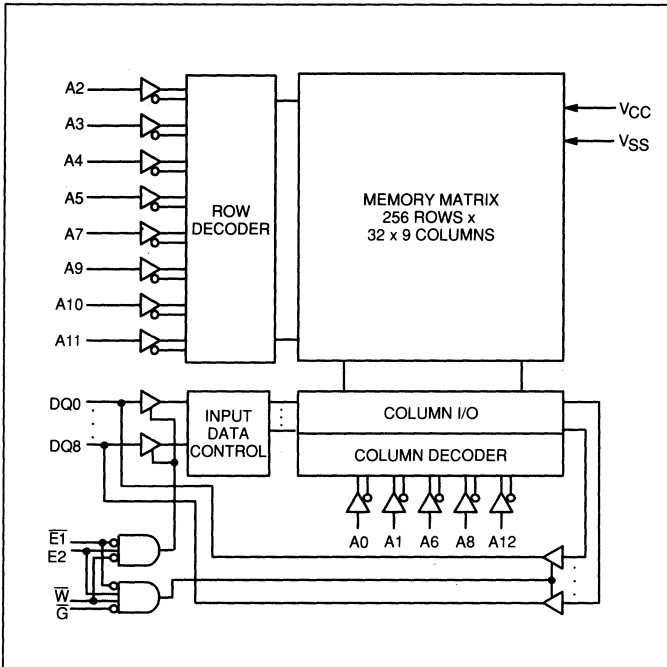 A2
A3
A4
A5
A7
A9
A10
A11
ROW
DECODER
MEMORY MATRIX
256 ROWS x
32 x 9 COLUMNS
VCC
VSS
DQ0
DQ8
INPUT
DATA
CONTROL
COLUMN I/O
COLUMN DECODER
A0 A1 A6 A8 A12
E1
E2
W
G